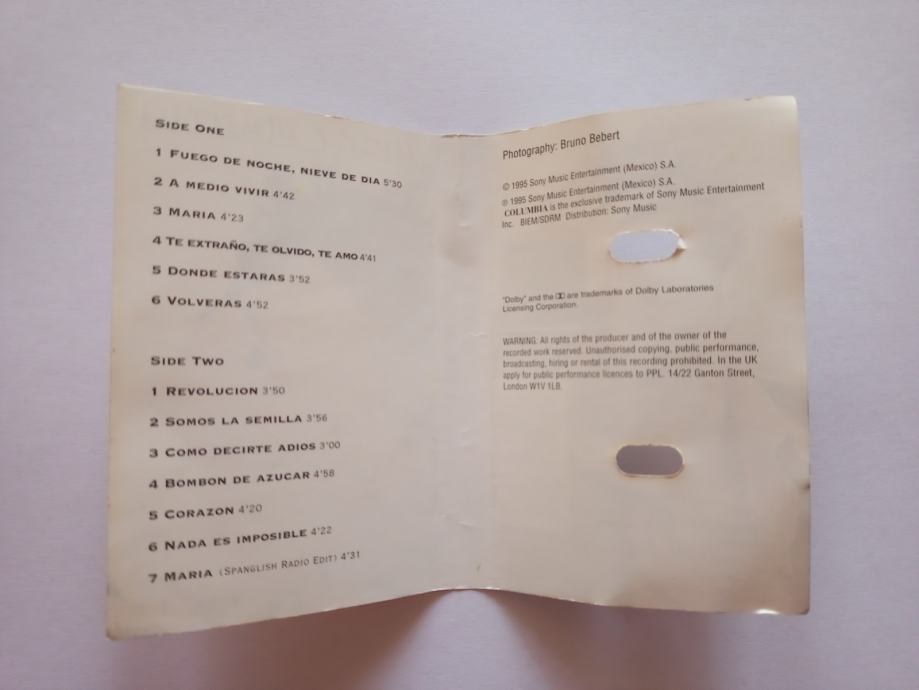 SIDE ONE
1 FUEGO DE NOCHE, NIEVE DE DIA 5'30
2 A MEDIO VIVIR 4'42
3 MARIA 4'23
4 TE EXTRAÑO, TE OLVIDO, TE AMO 4'41
5 DONDE ESTARAS 3'52
6 VOLVERAS 4'52
SIDE TWO
1 REVOLUCION 3'50
2 SOMOS LA SEMILLA 3'56
3 COMO DECIRTE ADIOS 3'00
4 BOMBON DE AZUCAR 4'58
5 CORAZON 4'20
6 NADA ES IMPOSIBLE 4'22
7 MARIA (SPANGLISH RADIO EDIT) 4'31
Photography: Bruno Bebert
© 1995 Sony Music Entertainment (Mexico) S.A.
℗ 1995 Sony Music Entertainment (Mexico) S.A.
COLUMBIA is the exclusive trademark of Sony Music Entertainment
Inc. BIEM/SDRM Distribution: Sony Music
"Dolby" and the are trademarks of Dolby Laboratories
Licensing Corporation.
WARNING: All rights of the producer and of the owner of the
recorded work reserved. Unauthorised copying, public performance,
broadcasting, hiring or rental of this recording prohibited. In the UK
apply for public performance licences to PPL. 14/22 Ganton Street,
London W1V 1LB.